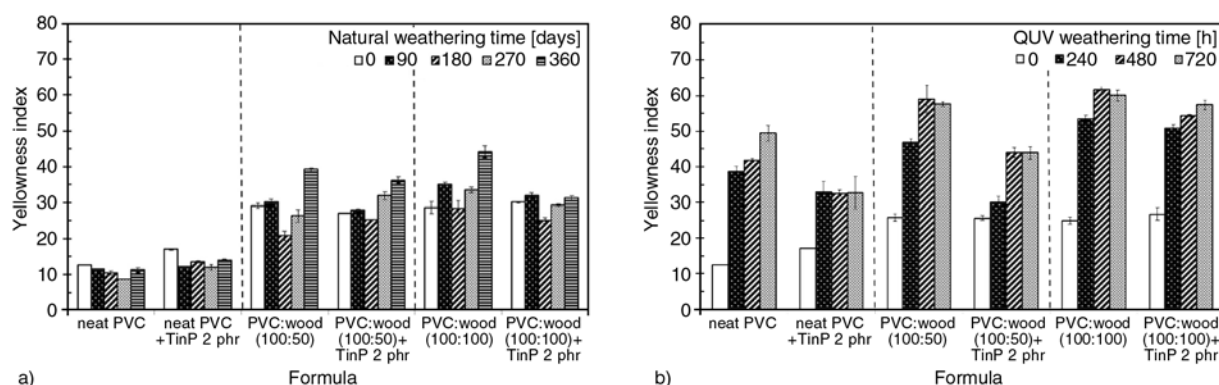 80
70
60
50
40
30
20
10
0
Yellowness index
Natural weathering time [days]
0 90 180 270 360
neat PVC
neat PVC
+TinP 2 phr
PVC:wood
(100:50)
PVC:wood
(100:50)+
TinP 2 phr
PVC:wood
(100:100)
PVC:wood
(100:100)+
TinP 2 phr
Formula
a)
80
70
60
50
40
30
20
10
0
Yellowness index
QUV weathering time [h]
0 240 480 720
neat PVC
neat PVC
+TinP 2 phr
PVC:wood
(100:50)
PVC:wood
(100:50)+
TinP 2 phr
PVC:wood
(100:100)
PVC:wood
(100:100)+
TinP 2 phr
Formula
b)